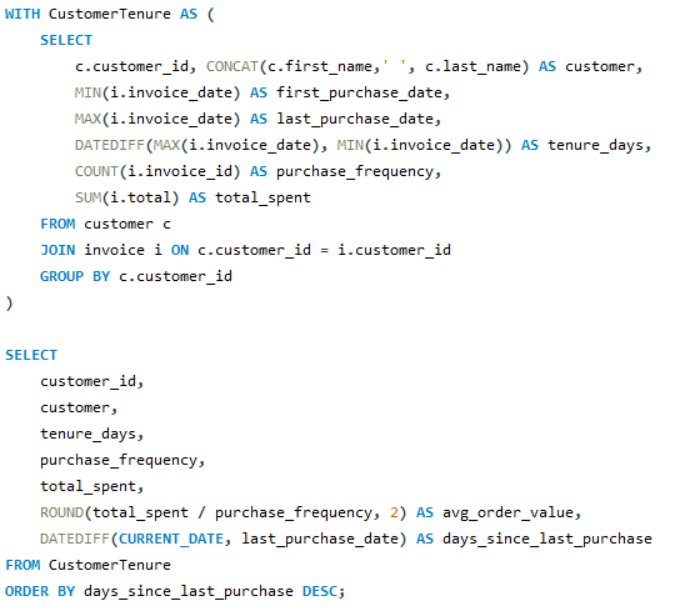 WITH CustomerTenure AS (
    SELECT
        c.customer_id, CONCAT(c.first_name,' ', c.last_name) AS customer,
        MIN(i.invoice_date) AS first_purchase_date,
        MAX(i.invoice_date) AS last_purchase_date,
        DATEDIFF(MAX(i.invoice_date), MIN(i.invoice_date)) AS tenure_days,
        COUNT(i.invoice_id) AS purchase_frequency,
        SUM(i.total) AS total_spent
    FROM customer c
    JOIN invoice i ON c.customer_id = i.customer_id
    GROUP BY c.customer_id
)

SELECT
    customer_id,
    customer,
    tenure_days,
    purchase_frequency,
    total_spent,
    ROUND(total_spent / purchase_frequency, 2) AS avg_order_value,
    DATEDIFF(CURRENT_DATE, last_purchase_date) AS days_since_last_purchase
FROM CustomerTenure
ORDER BY days_since_last_purchase DESC;